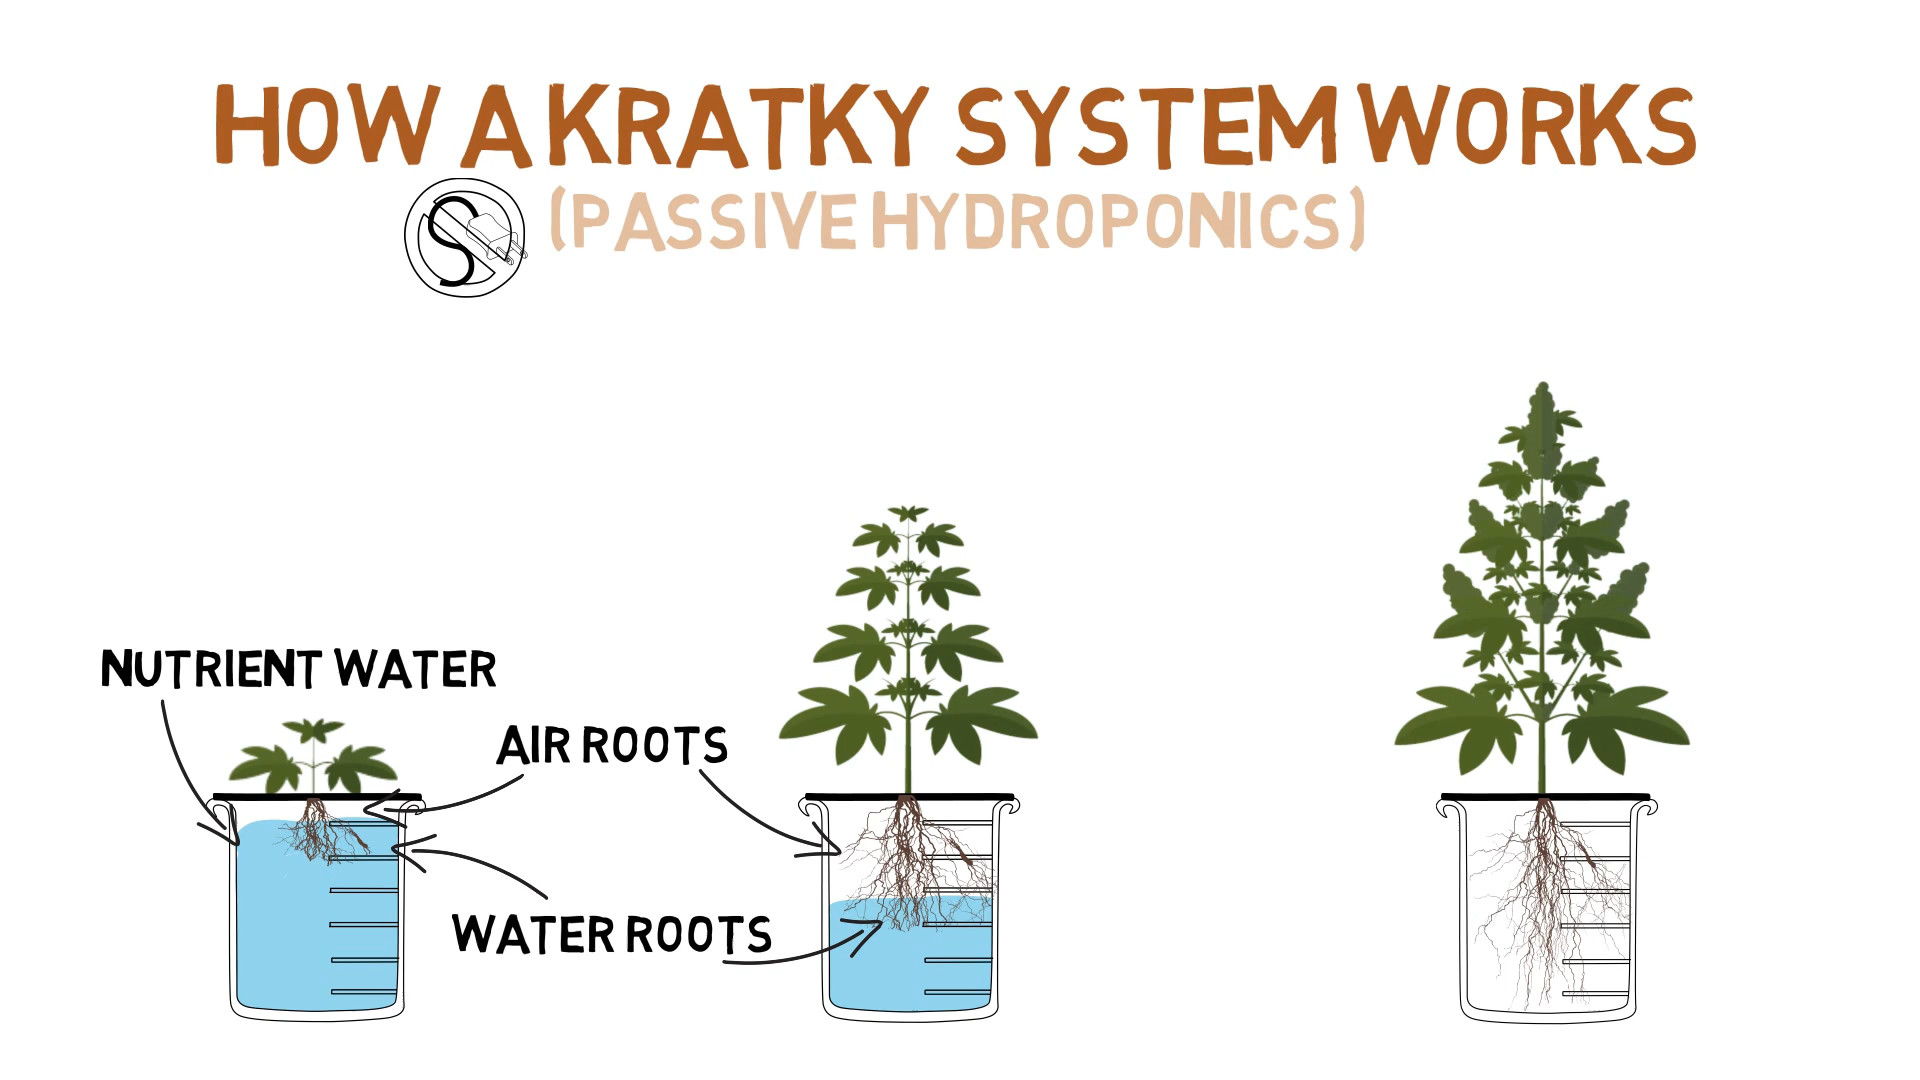 HOW A KRATKY SYSTEM WORKS
(PASSIVE HYDROPONICS)
NUTRIENT WATER
AIR ROOTS
WATER ROOTS